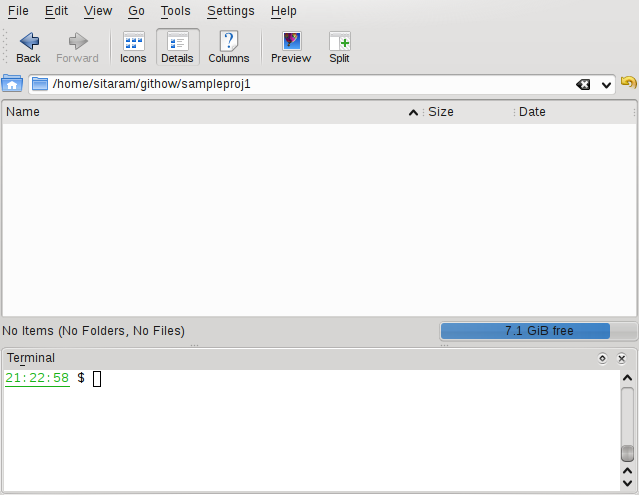 File Edit View Go Tools Settings Help
Back Forward Icons Details Columns Preview Split
/home/sitaram/githow/sampleproj1
Name Size Date
No Items (No Folders, No Files) 7.1 GiB free
Terminal
21:22:58 $